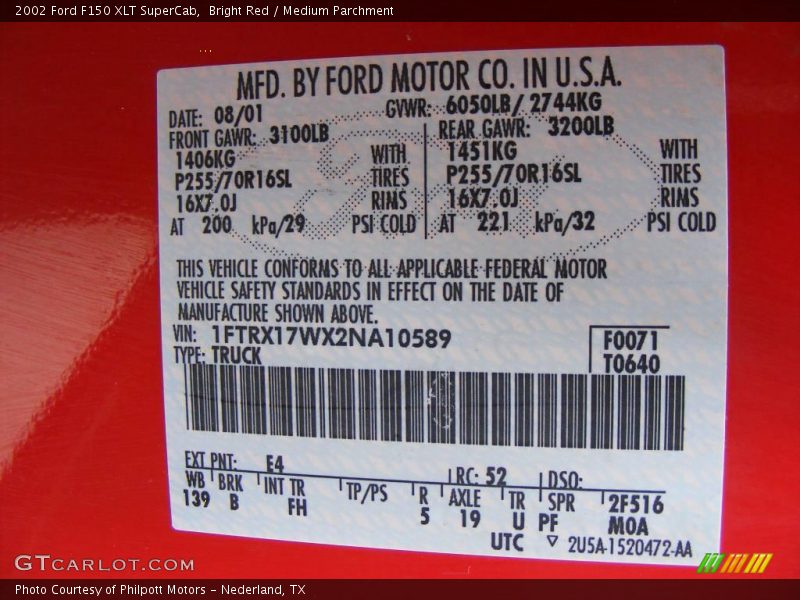 2002 Ford F150 XLT SuperCab,  Bright Red / Medium Parchment
MFD. BY FORD MOTOR CO. IN U.S.A.
DATE: 08/01 GVWR: 6050LB/ 2744KG
FRONT GAWR: 3100LB REAR GAWR: 3200LB
1406KG WITH 1451KG WITH
P255/70R16SL TIRES P255/70R16SL TIRES
16X7.0J RIMS 16X7.0J RIMS
AT 200 kPa/29 PSI COLD AT 221 kPa/32 PSI COLD
THIS VEHICLE CONFORMS TO ALL APPLICABLE FEDERAL MOTOR
VEHICLE SAFETY STANDARDS IN EFFECT ON THE DATE OF
MANUFACTURE SHOWN ABOVE.
VIN: 1FTRX17WX2NA10589 F0071
TYPE: TRUCK T0640
EXT PNT: E4 RC: 52 DSO:
WB BRK INT TR TP/PS R AXLE TR SPR 2F516
139 B FH 5 19 U PF M0A
UTC ▽ 2U5A-1520472-AA
GTCARLOT.COM
Photo Courtesy of Philpott Motors – Nederland, TX